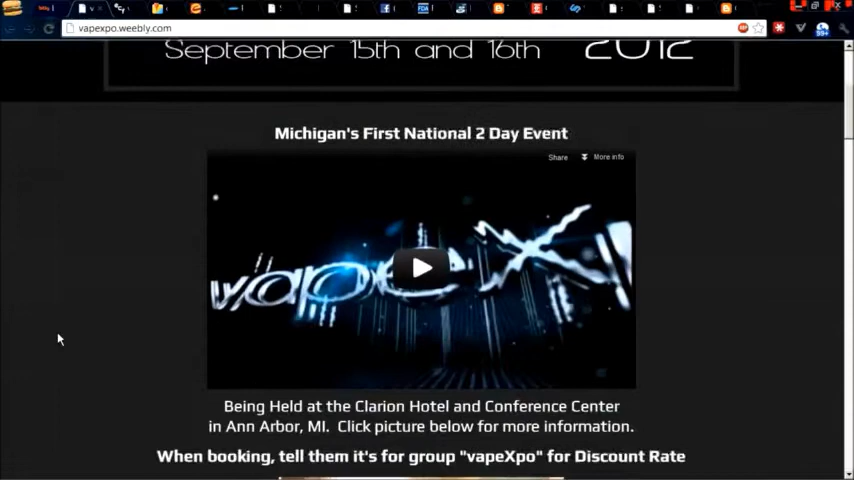 vapexpo.weebly.com
99+
September 15th and 16th 2012
Michigan's First National 2 Day Event
Share More info
vapeX
Being Held at the Clarion Hotel and Conference Center
in Ann Arbor, MI. Click picture below for more information.
When booking, tell them it's for group "vapeXpo" for Discount Rate